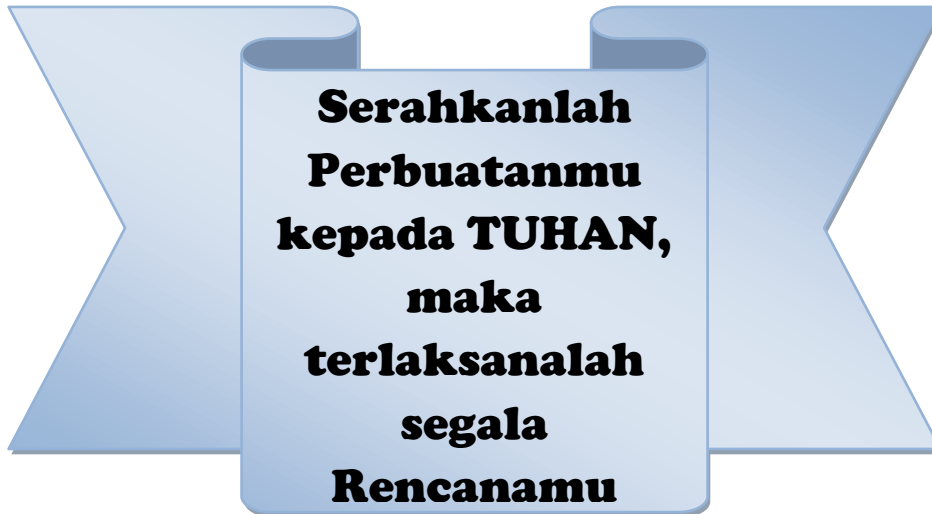 Serahkanlah
Perbuatanmu
kepada TUHAN,
maka
terlaksanalah
segala
Rencanamu